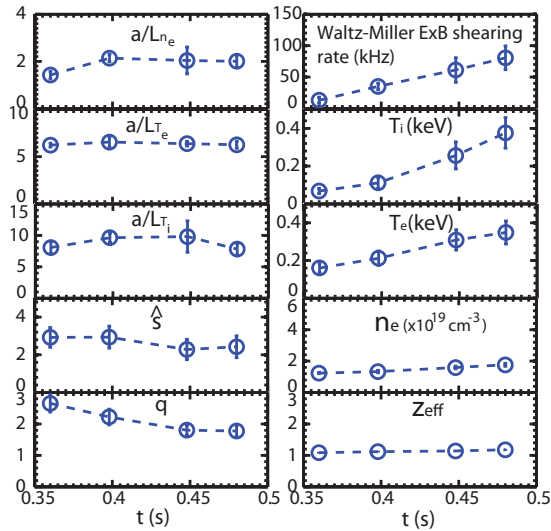 a/Lne
4
2
0
10
a/LTe
5
0
15
a/LTi
10
5
0
ŝ
4
2
0
3
q
2
1
0
0.35 0.4 0.45 0.5
t (s)
150
Waltz-Miller ExB shearing
rate (kHz)
100
50
0
Ti (keV)
0.4
0.2
0
Te (keV)
0.4
0.2
0
ne (x10^19 cm^-3)
6
4
2
0
3
Zeff
2
1
0
0.35 0.4 0.45 0.5
t (s)